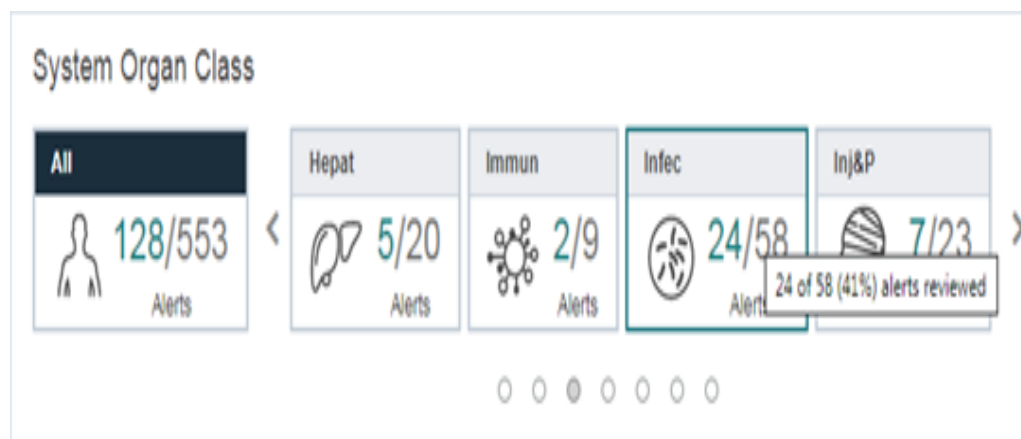 System Organ Class
All
128/553
Alerts
Hepat
5/20
Alerts
Immun
2/9
Alerts
Infec
24/58
Alert
Inj&P
7/23
24 of 58 (41%) alerts reviewed